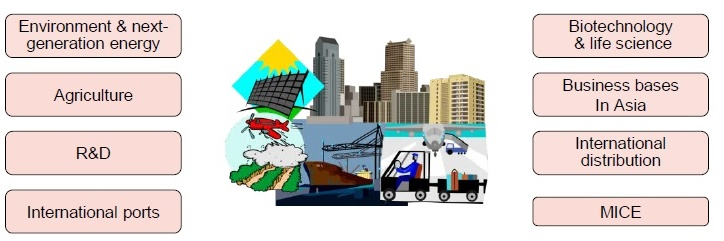 Environment & next-
generation energy
Agriculture
R&D
International ports
Biotechnology
& life science
Business bases
In Asia
International
distribution
MICE